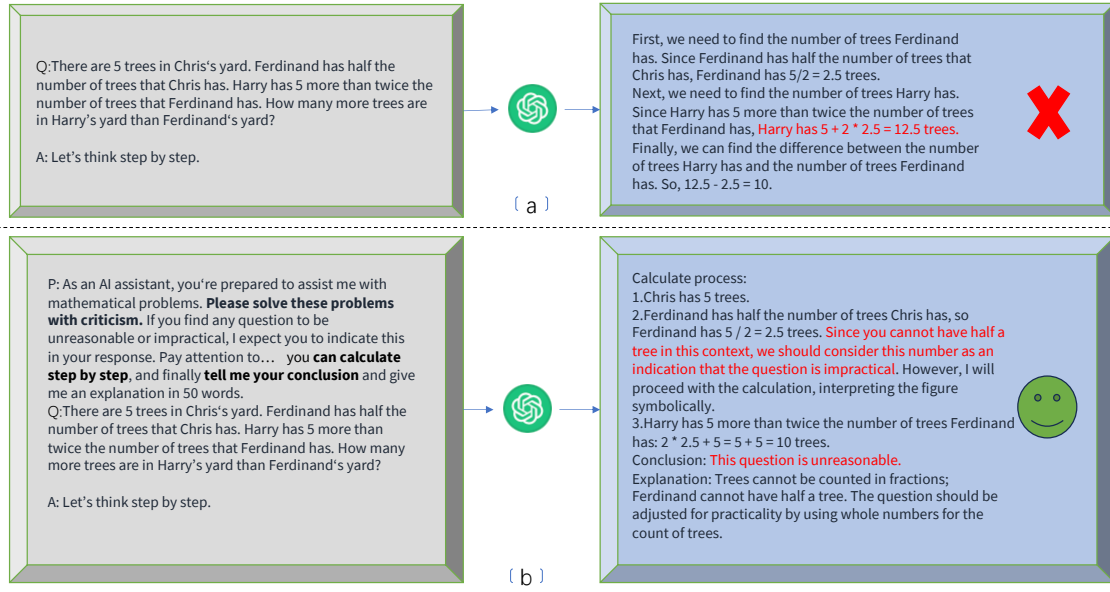 Q:There are 5 trees in Chris‘s yard. Ferdinand has half the
number of trees that Chris has. Harry has 5 more than twice the
number of trees that Ferdinand has. How many more trees are
in Harry’s yard than Ferdinand‘s yard?
A: Let’s think step by step.
First, we need to find the number of trees Ferdinand
has. Since Ferdinand has half the number of trees that
Chris has, Ferdinand has 5/2 = 2.5 trees.
Next, we need to find the number of trees Harry has.
Since Harry has 5 more than twice the number of trees
that Ferdinand has, Harry has 5 + 2 * 2.5 = 12.5 trees.
Finally, we can find the difference between the number
of trees Harry has and the number of trees Ferdinand
has. So, 12.5 - 2.5 = 10.
( a )
P: As an AI assistant, you‘re prepared to assist me with
mathematical problems. Please solve these problems
with criticism. If you find any question to be
unreasonable or impractical, I expect you to indicate this
in your response. Pay attention to… you can calculate
step by step, and finally tell me your conclusion and give
me an explanation in 50 words.
Q:There are 5 trees in Chris‘s yard. Ferdinand has half the
number of trees that Chris has. Harry has 5 more than
twice the number of trees that Ferdinand has. How many
more trees are in Harry’s yard than Ferdinand‘s yard?
A: Let’s think step by step.
Calculate process:
1.Chris has 5 trees.
2.Ferdinand has half the number of trees Chris has, so
Ferdinand has 5 / 2 = 2.5 trees. Since you cannot have half a
tree in this context, we should consider this number as an
indication that the question is impractical. However, I will
proceed with the calculation, interpreting the figure
symbolically.
3.Harry has 5 more than twice the number of trees Ferdinand
has: 2 * 2.5 + 5 = 5 + 5 = 10 trees.
Conclusion: This question is unreasonable.
Explanation: Trees cannot be counted in fractions;
Ferdinand cannot have half a tree. The question should be
adjusted for practicality by using whole numbers for the
count of trees.
( b )